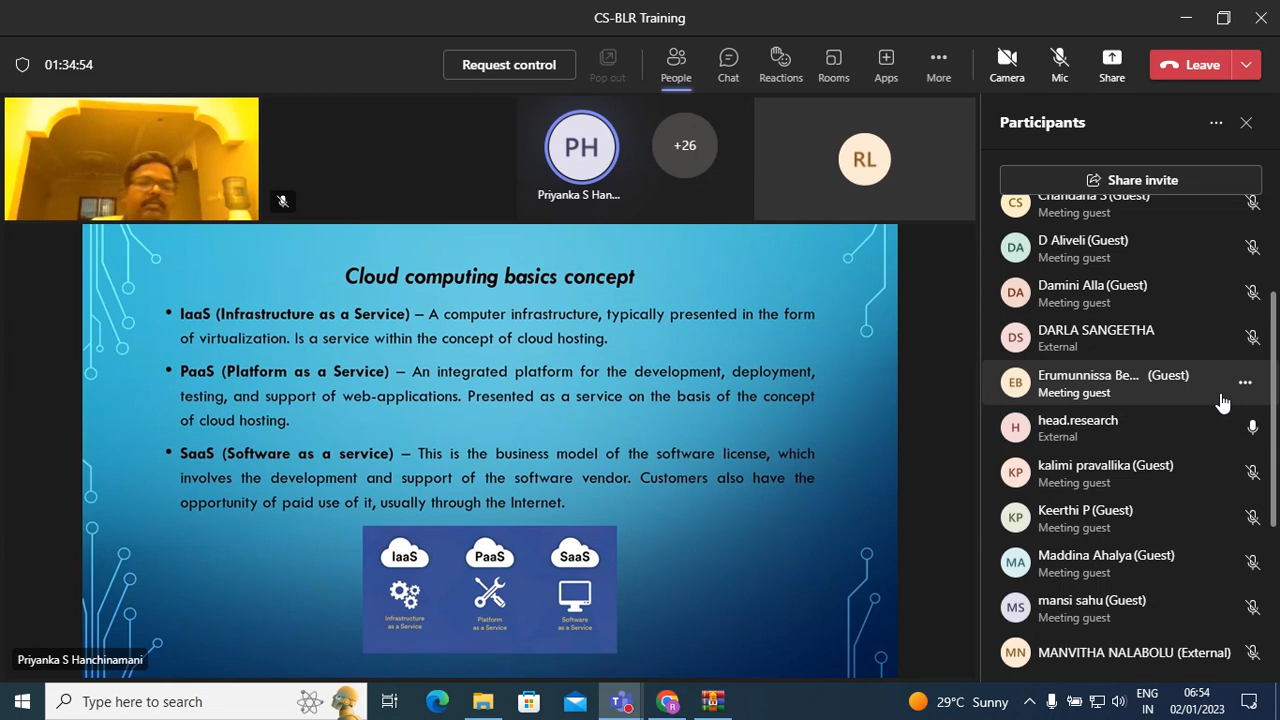 CS-BLR Training
01:34:54
Request control
Pop out
People
Chat
Reactions
Rooms
Apps
More
Camera
Mic
Share
Leave
PH
Priyanka S Han...
+26
RL
Cloud computing basics concept
• IaaS (Infrastructure as a Service) – A computer infrastructure, typically presented in the form
of virtualization. Is a service within the concept of cloud hosting.
• PaaS (Platform as a Service) – An integrated platform for the development, deployment,
testing, and support of web-applications. Presented as a service on the basis of the concept
of cloud hosting.
• SaaS (Software as a service) – This is the business model of the software license, which
involves the development and support of the software vendor. Customers also have the
opportunity of paid use of it, usually through the Internet.
IaaS
PaaS
SaaS
Infrastructure
as a Service
Platform
as a Service
Software
as a Service
Priyanka S Hanchinamani
Participants
Share invite
CS
Chandana S (Guest)
Meeting guest
DA
D Aliveli (Guest)
Meeting guest
DA
Damini Alla (Guest)
Meeting guest
DS
DARLA SANGEETHA
External
EB
Erumunnissa Be... (Guest)
Meeting guest
H
head.research
External
KP
kalimi pravallika (Guest)
Meeting guest
KP
Keerthi P (Guest)
Meeting guest
MA
Maddina Ahalya (Guest)
Meeting guest
MS
mansi sahu (Guest)
Meeting guest
MN
MANVITHA NALABOLU (External)
Type here to search
29°C Sunny
ENG
IN
06:54
02/01/2023